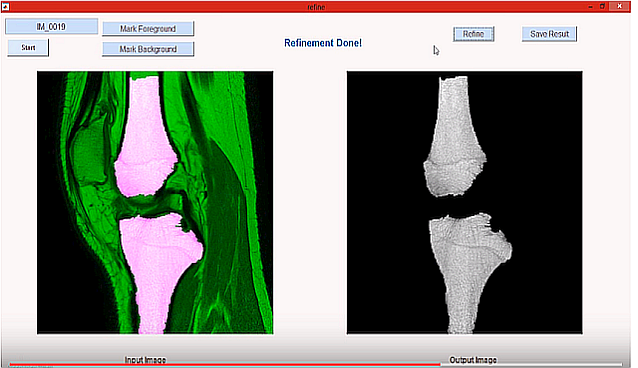 refine
IM_0019
Mark Foreground
Refine
Save Result
Start
Mark Background
Refinement Done!
Input Image
Output Image